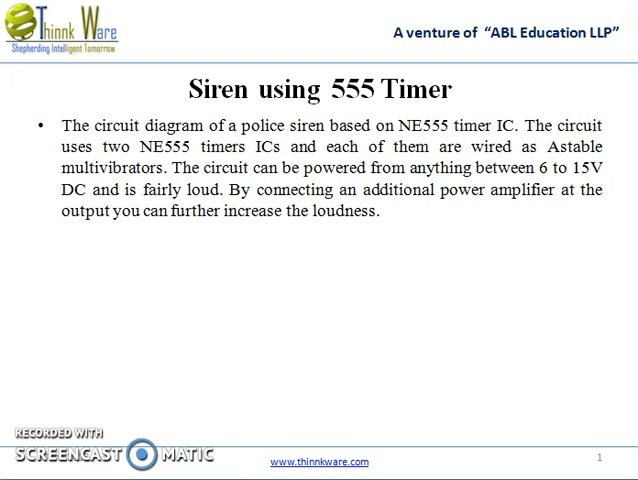 Thinnk Ware
Shepherding Intelligent Tomorrow
A venture of “ABL Education LLP”
Siren using 555 Timer
• The circuit diagram of a police siren based on NE555 timer IC. The circuit
uses two NE555 timers ICs and each of them are wired as Astable
multivibrators. The circuit can be powered from anything between 6 to 15V
DC and is fairly loud. By connecting an additional power amplifier at the
output you can further increase the loudness.
RECORDED WITH
SCREENCAST MATIC
www.thinnkware.com
1